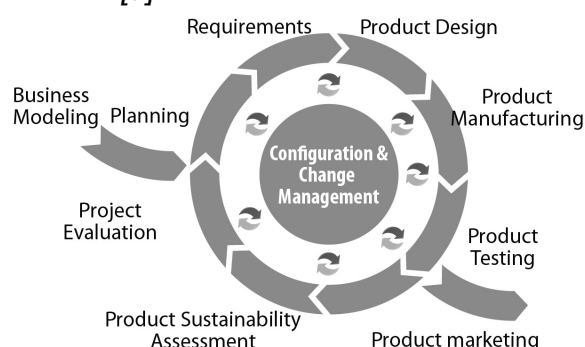 Requirements
Product Design
Business
Modeling
Planning
Product
Manufacturing
Configuration &
Change
Management
Project
Evaluation
Product
Testing
Product Sustainability
Assessment
Product marketing